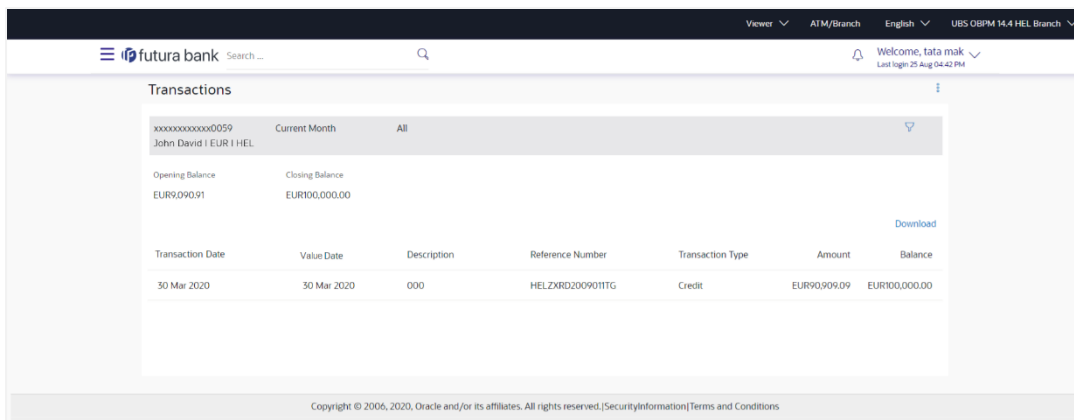 Viewer ATM/Branch English UBS OBPM 14.4 HEL Branch
futura bank Search ... Welcome, tata mak
Last login 25 Aug 04:42 PM
Transactions
xxxxxxxxxxxx0059 Current Month All
John David I EUR I HEL
Opening Balance Closing Balance
EUR9,090.91 EUR100,000.00
Download
Transaction Date Value Date Description Reference Number Transaction Type Amount Balance
30 Mar 2020 30 Mar 2020 000 HELZXRD2009011TG Credit EUR90,909.09 EUR100,000.00
Copyright © 2006, 2020, Oracle and/or its affiliates. All rights reserved.|SecurityInformation|Terms and Conditions